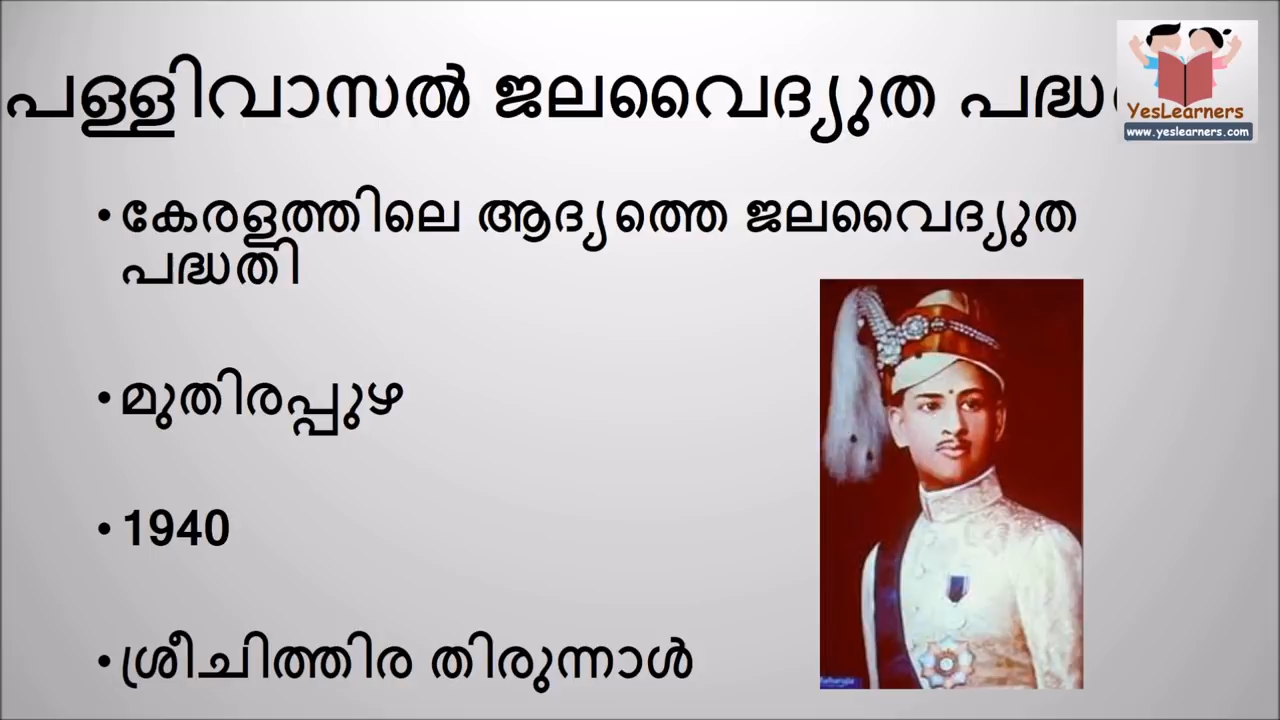 പള്ളിവാസൽ ജലവൈദ്യുത
YesLearners
www.yeslearners.com
• കേരളത്തിലെ ആദ്യത്തെ ജലവൈദ്യുത
പദ്ധതി
• മുതിരപ്പുഴ
• 1940
• ശ്രീചിത്തിര തിരുന്നാൾ